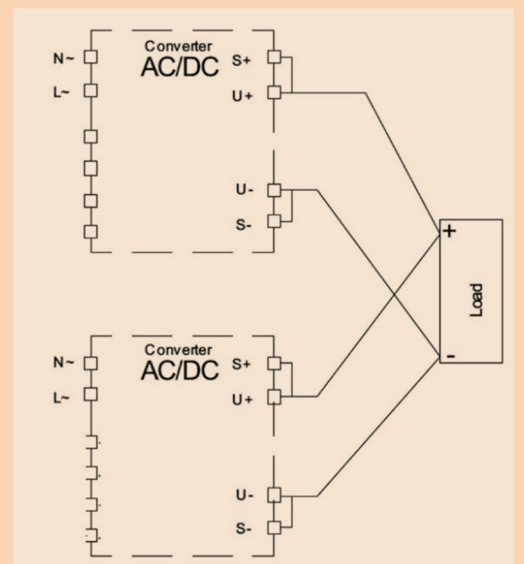 Converter
AC/DC
N~
L~
S+
U+
U-
S-
+
-
Load
Converter
AC/DC
N~
L~
S+
U+
U-
S-